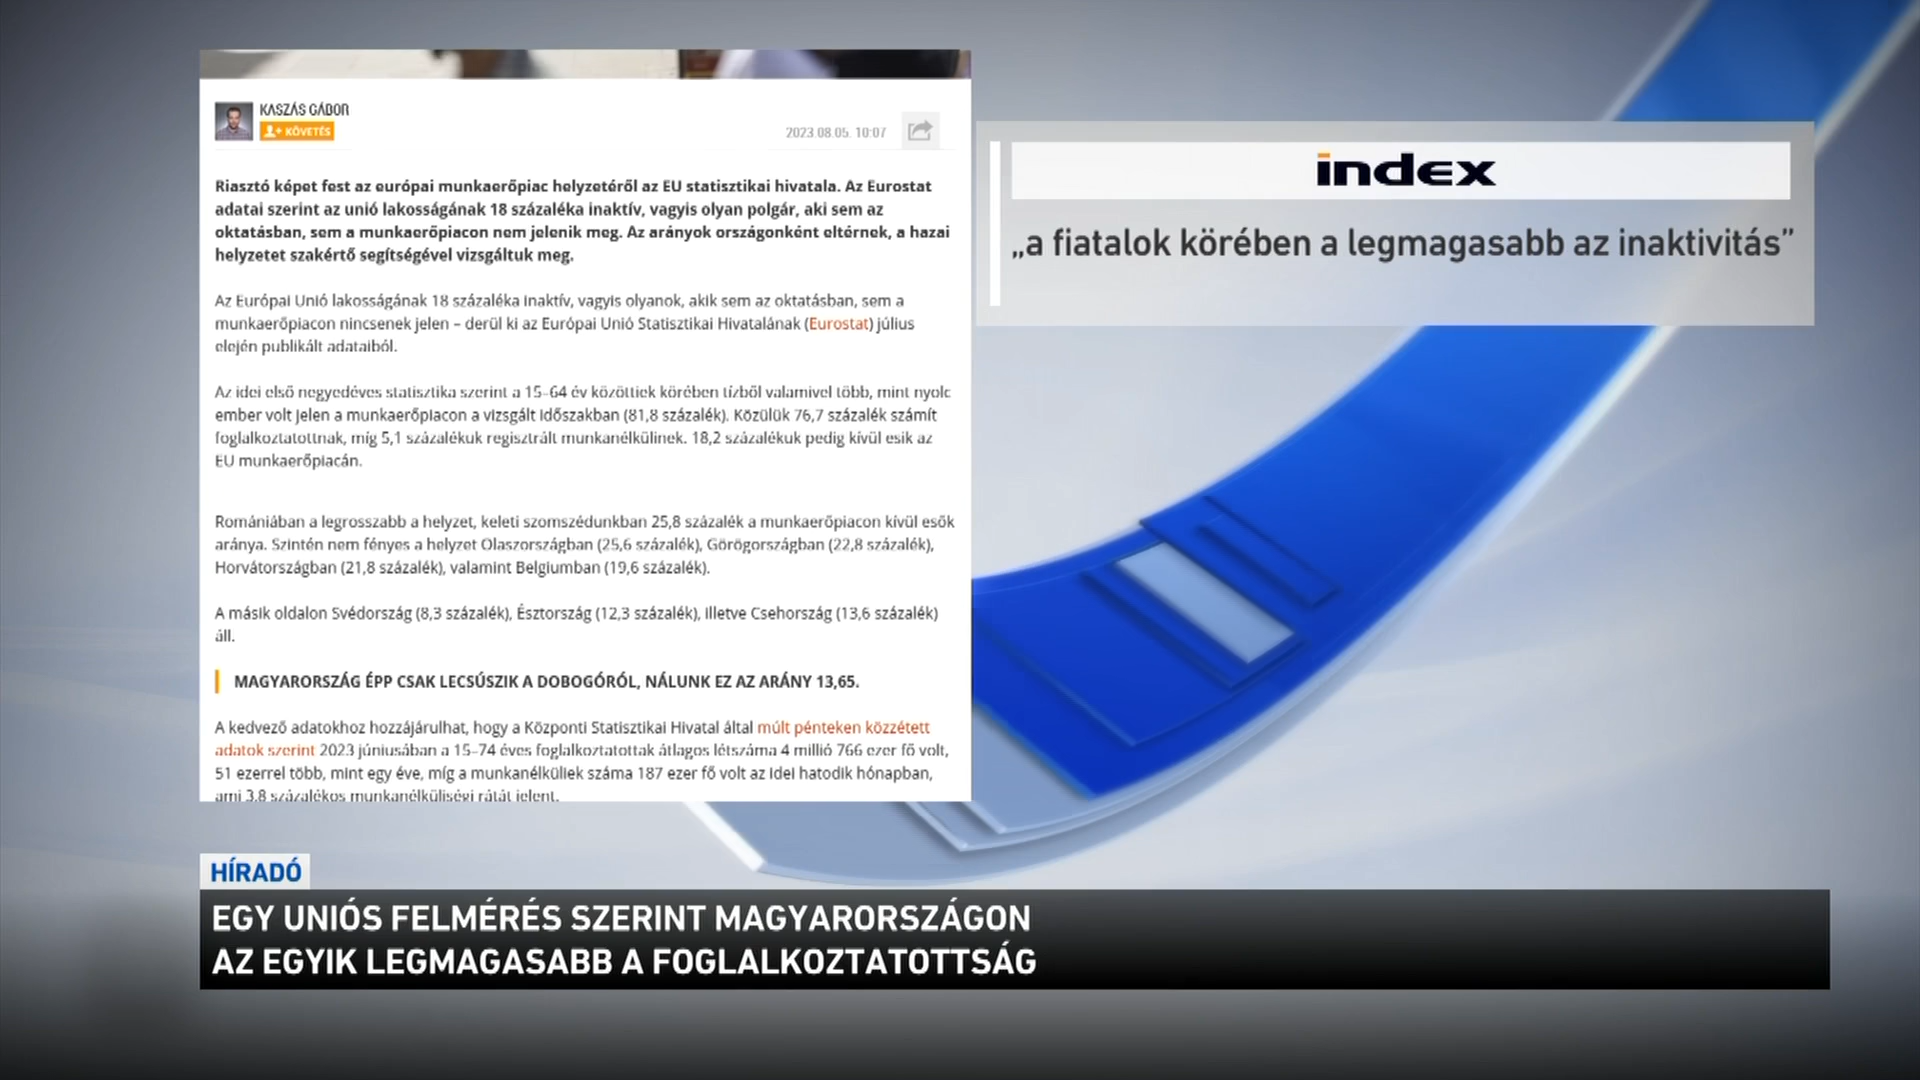 KASZÁS GÁBOR
KÖVETÉS
2023.08.05. 10:07
Riasztó képet fest az európai munkaerőpiac helyzetéről az EU statisztikai hivatala. Az Eurostat
adatai szerint az unió lakosságának 18 százaléka inaktív, vagyis olyan polgár, aki sem az
oktatásban, sem a munkaerőpiacon nem jelenik meg. Az arányok országonként eltérnek, a hazai
helyzetet szakértő segítségével vizsgáltuk meg.
Az Európai Unió lakosságának 18 százaléka inaktív, vagyis olyanok, akik sem az oktatásban, sem a
munkaerőpiacon nincsenek jelen – derül ki az Európai Unió Statisztikai Hivatalának (Eurostat) július
elején publikált adataiból.
Az idei első negyedéves statisztika szerint a 15–64 év közöttiek körében tízből valamivel több, mint nyolc
ember volt jelen a munkaerőpiacon a vizsgált időszakban (81,8 százalék). Közülük 76,7 százalék számít
foglalkoztatottnak, míg 5,1 százalékuk regisztrált munkanélkülinek. 18,2 százalékuk pedig kívül esik az
EU munkaerőpiacán.
Romániában a legrosszabb a helyzet, keleti szomszédunkban 25,8 százalék a munkaerőpiacon kívül esők
aránya. Szintén nem fényes a helyzet Olaszországban (25,6 százalék), Görögországban (22,8 százalék),
Horvátországban (21,8 százalék), valamint Belgiumban (19,6 százalék).
A másik oldalon Svédország (8,3 százalék), Észtország (12,3 százalék), illetve Csehország (13,6 százalék)
áll.
MAGYARORSZÁG ÉPP CSAK LECSÚSZIK A DOBOGÓRÓL, NÁLUNK EZ AZ ARÁNY 13,65.
A kedvező adatokhoz hozzájárulhat, hogy a Központi Statisztikai Hivatal által múlt pénteken közzétett
adatok szerint 2023 júniusában a 15–74 éves foglalkoztatottak átlagos létszáma 4 millió 766 ezer fő volt,
51 ezerrel több, mint egy éve, míg a munkanélküliek száma 187 ezer fő volt az idei hatodik hónapban,
ami 3,8 százalékos munkanélküliségi rátát jelent.
index
„a fiatalok körében a legmagasabb az inaktivitás”
HÍRADÓ
EGY UNIÓS FELMÉRÉS SZERINT MAGYARORSZÁGON
AZ EGYIK LEGMAGASABB A FOGLALKOZTATOTTSÁG